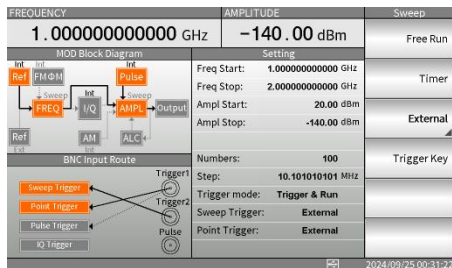 FREQUENCY
1.000000000000 GHz
AMPLITUDE
-140.00 dBm
MOD Block Diagram
Int
Ref
Int
FMΦM
Int
Pulse
Sweep
Int
Sweep
FREQ
I/Q
AMPL
Output
Ref
Ext
AM
Int
ALC
BNC Input Route
Sweep Trigger
Point Trigger
Pulse Trigger
IQ Trigger
Trigger1
Trigger2
Pulse
Setting
Freq Start: 1.000000000000 GHz
Freq Stop: 2.000000000000 GHz
Ampl Start: 20.00 dBm
Ampl Stop: -140.00 dBm
Numbers: 100
Step: 10.101010101 MHz
Trigger mode: Trigger & Run
Sweep Trigger: External
Point Trigger: External
Sweep
Free Run
Timer
External
Trigger Key
2024/09/25 00:31:27